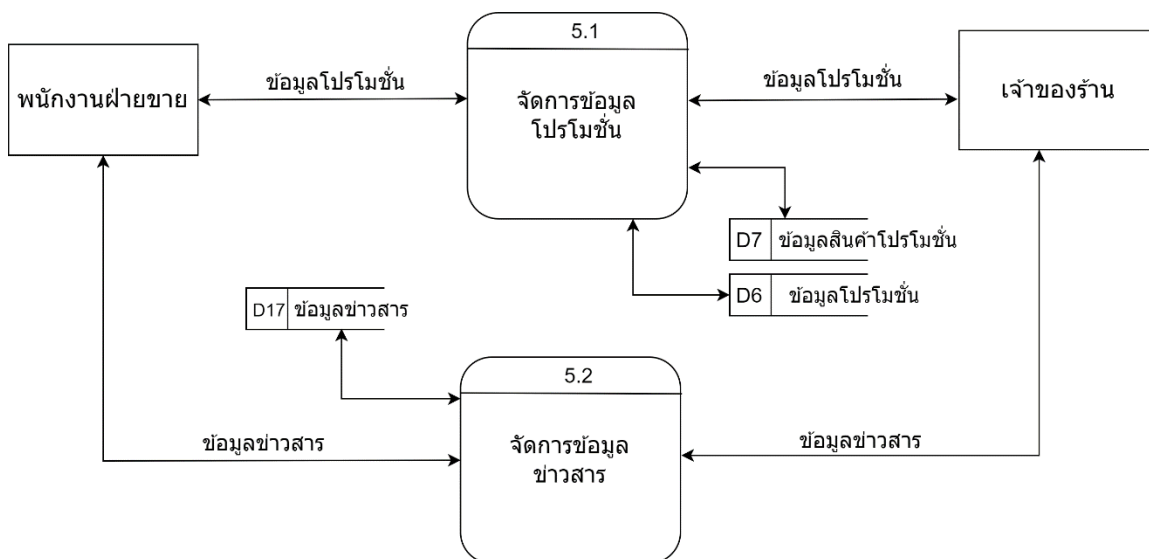 5.1
พนักงานฝ่ายขาย
ข้อมูลโปรโมชั่น
จัดการข้อมูล
โปรโมชั่น
ข้อมูลโปรโมชั่น
เจ้าของร้าน
D7 ข้อมูลสินค้าโปรโมชั่น
D6 ข้อมูลโปรโมชั่น
D17 ข้อมูลข่าวสาร
5.2
ข้อมูลข่าวสาร
จัดการข้อมูล
ข่าวสาร
ข้อมูลข่าวสาร